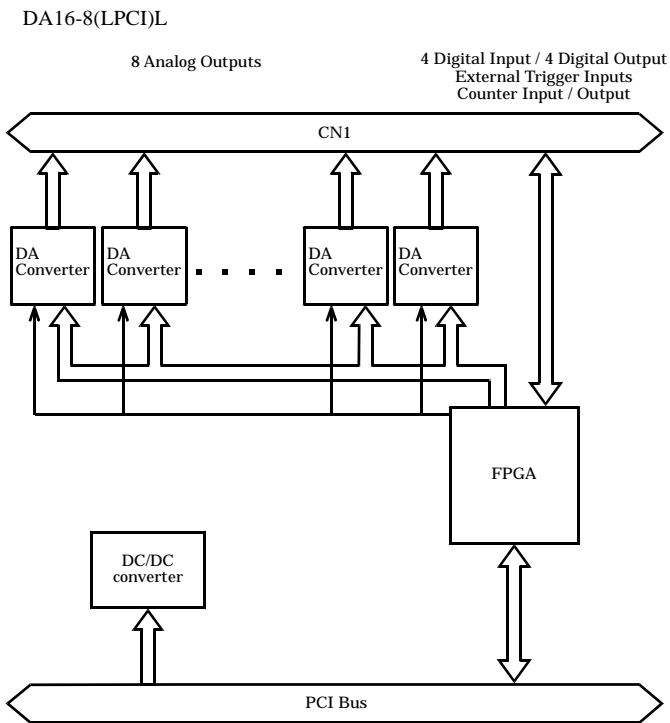 DA16-8(LPCI)L
8 Analog Outputs
4 Digital Input / 4 Digital Output
External Trigger Inputs
Counter Input / Output
CN1
DA
Converter
DA
Converter
DA
Converter
DA
Converter
FPGA
DC/DC
converter
PCI Bus